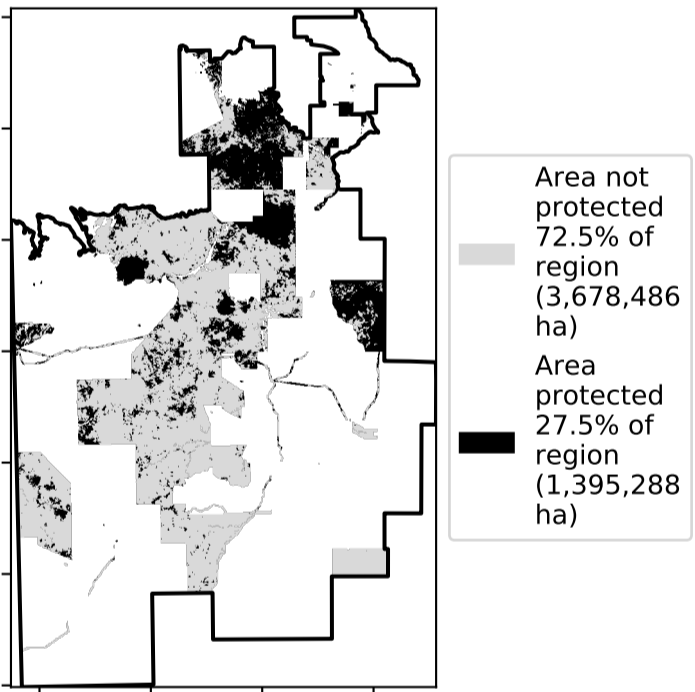 Area not
protected
72.5% of
region
(3,678,486
ha)
Area
protected
27.5% of
region
(1,395,288
ha)